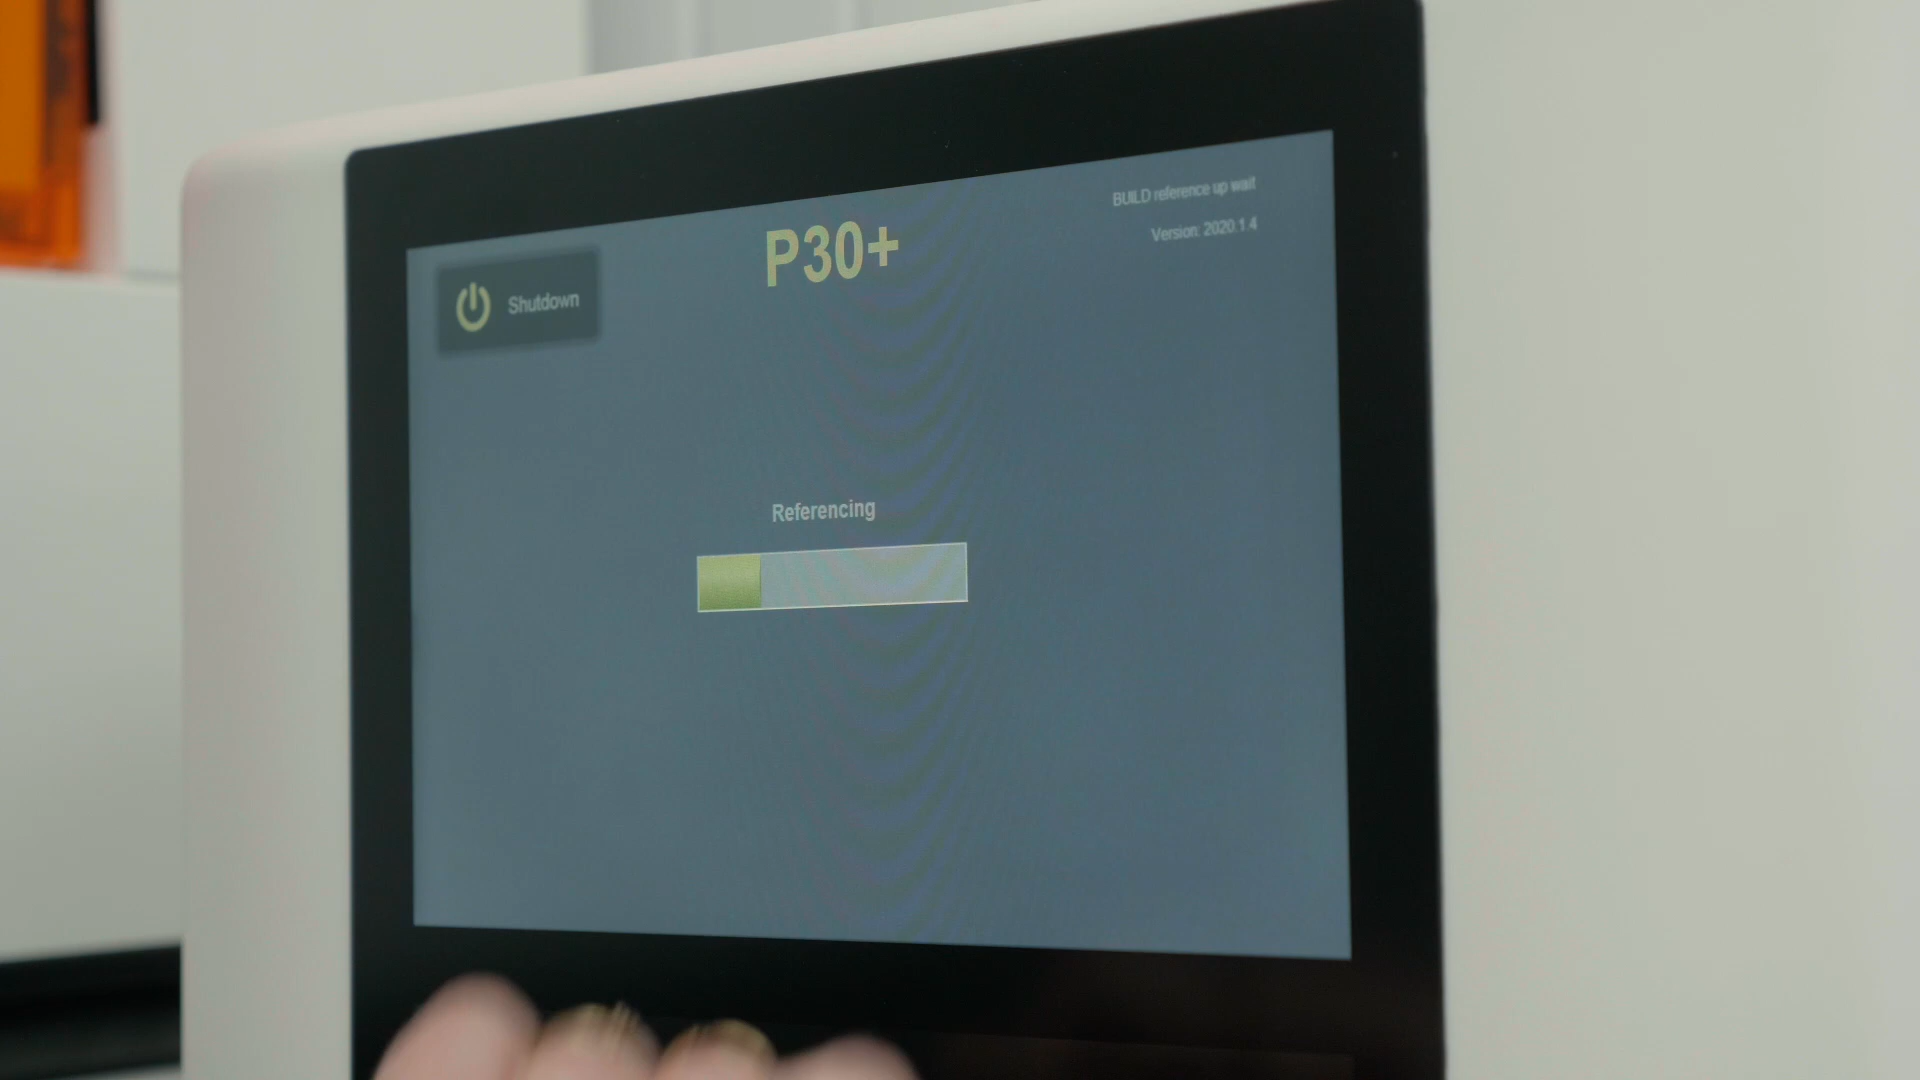 P30+
BUILD reference up wait
Version: 2020.1.4
Shutdown
Referencing